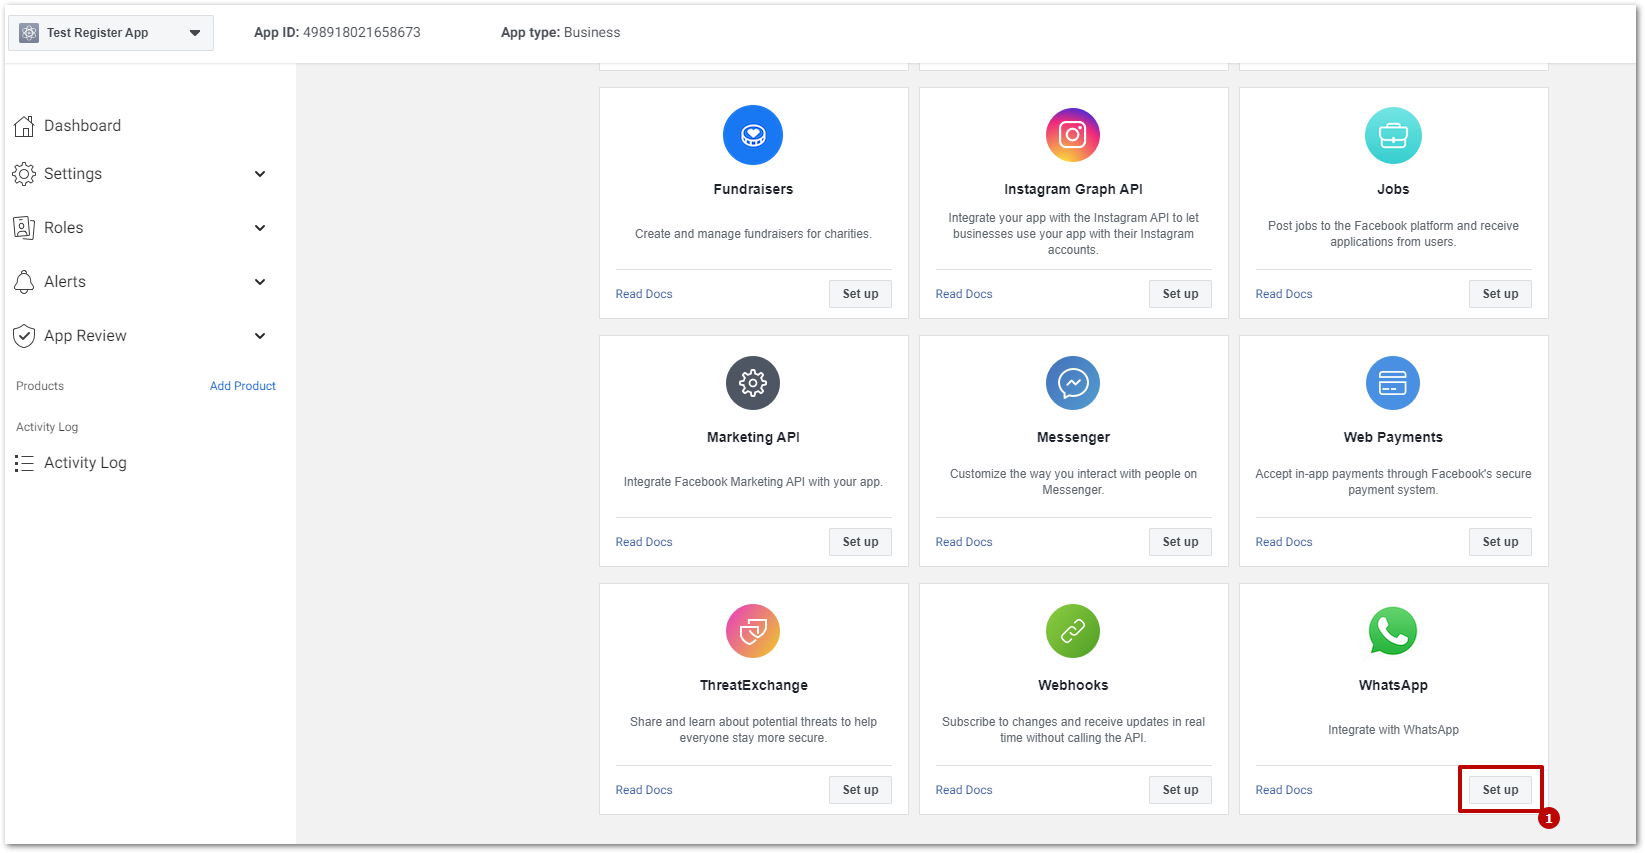 Test Register App
App ID: 498918021658673
App type: Business
Dashboard
Settings
Roles
Alerts
App Review
Products
Add Product
Activity Log
Activity Log
Fundraisers
Create and manage fundraisers for charities.
Read Docs
Set up
Instagram Graph API
Integrate your app with the Instagram API to let
businesses use your app with their Instagram
accounts.
Read Docs
Set up
Jobs
Post jobs to the Facebook platform and receive
applications from users.
Read Docs
Set up
Marketing API
Integrate Facebook Marketing API with your app.
Read Docs
Set up
Messenger
Customize the way you interact with people on
Messenger.
Read Docs
Set up
Web Payments
Accept in-app payments through Facebook's secure
payment system.
Read Docs
Set up
ThreatExchange
Share and learn about potential threats to help
everyone stay more secure.
Read Docs
Set up
Webhooks
Subscribe to changes and receive updates in real
time without calling the API.
Read Docs
Set up
WhatsApp
Integrate with WhatsApp
Read Docs
Set up
1